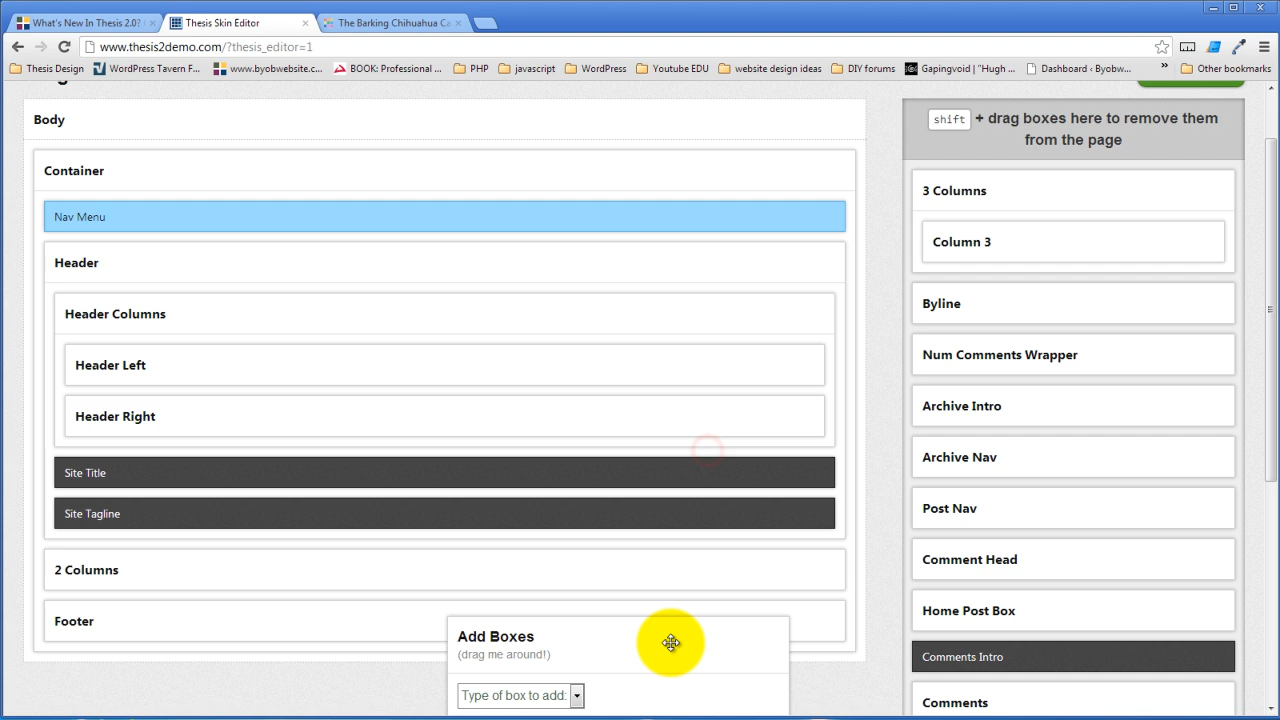 What's New In Thesis 2.0?
Thesis Skin Editor
The Barking Chihuahua Ca
www.thesis2demo.com/?thesis_editor=1
Thesis Design
WordPress Tavern F...
www.byobwebsite.c...
BOOK: Professional ...
PHP
javascript
WordPress
Youtube EDU
website design ideas
DIY forums
Gapingvoid | "Hugh ...
Dashboard ‹ Byobw...
»
Other bookmarks
Body
Container
Nav Menu
Header
Header Columns
Header Left
Header Right
Site Title
Site Tagline
2 Columns
Footer
Add Boxes
(drag me around!)
Type of box to add:
shift + drag boxes here to remove them
from the page
3 Columns
Column 3
Byline
Num Comments Wrapper
Archive Intro
Archive Nav
Post Nav
Comment Head
Home Post Box
Comments Intro
Comments